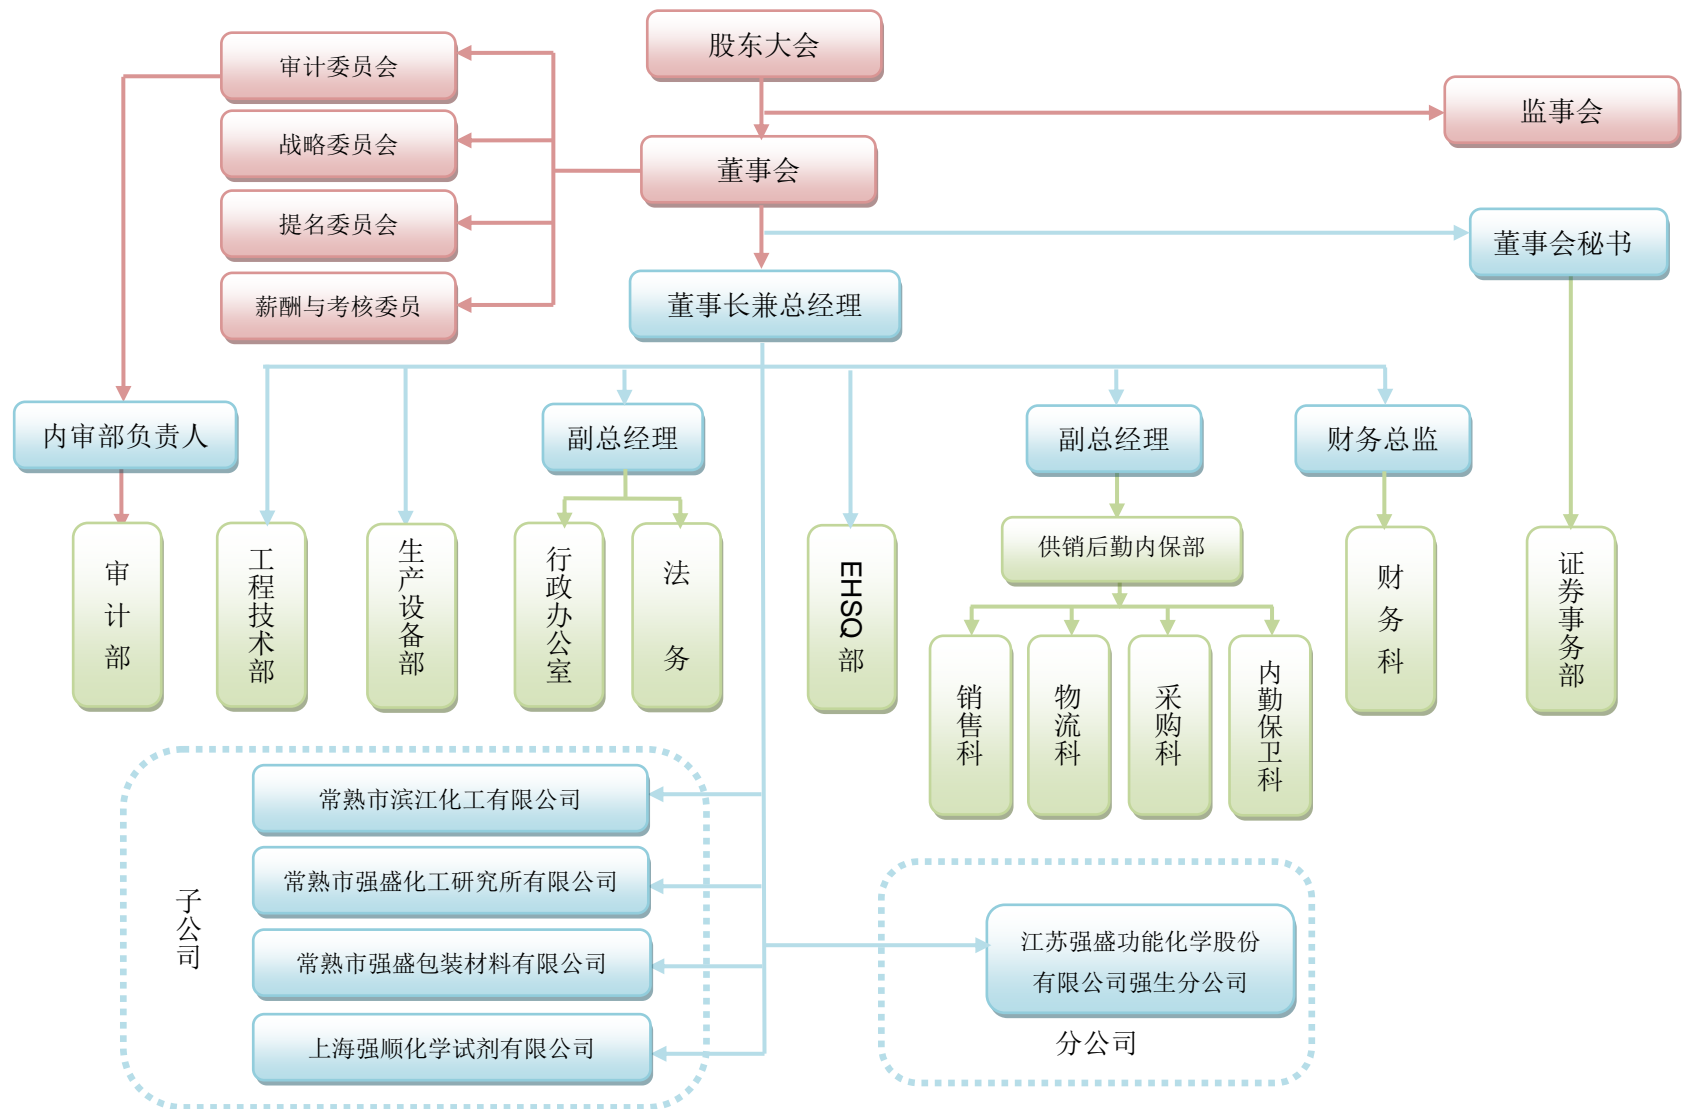 股东大会
审计委员会
监事会
战略委员会
董事会
提名委员会
董事会秘书
薪酬与考核委员
董事长兼总经理
内审部负责人
副总经理
副总经理
财务总监
审计部
工程技术部
生产设备部
行政办公室
法务
EHSQ部
供销后勤内保部
销售科
物流科
采购科
内勤保卫科
财务科
证券事务部
子公司
常熟市滨江化工有限公司
常熟市强盛化工研究所有限公司
常熟市强盛包装材料有限公司
上海强顺化学试剂有限公司
江苏强盛功能化学股份
有限公司强生分公司
分公司